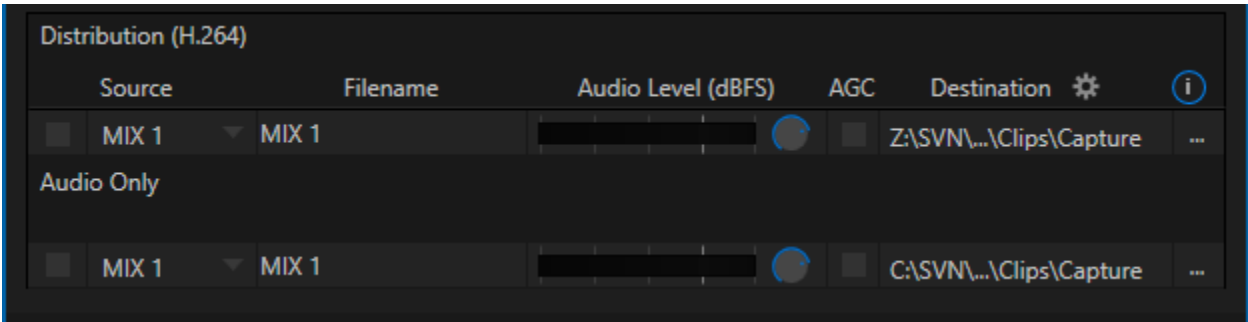 Distribution (H.264)
Source Filename Audio Level (dBFS) AGC Destination i
MIX 1 MIX 1 Z:\SVN\...\Clips\Capture ...
Audio Only
MIX 1 MIX 1 C:\SVN\...\Clips\Capture ...